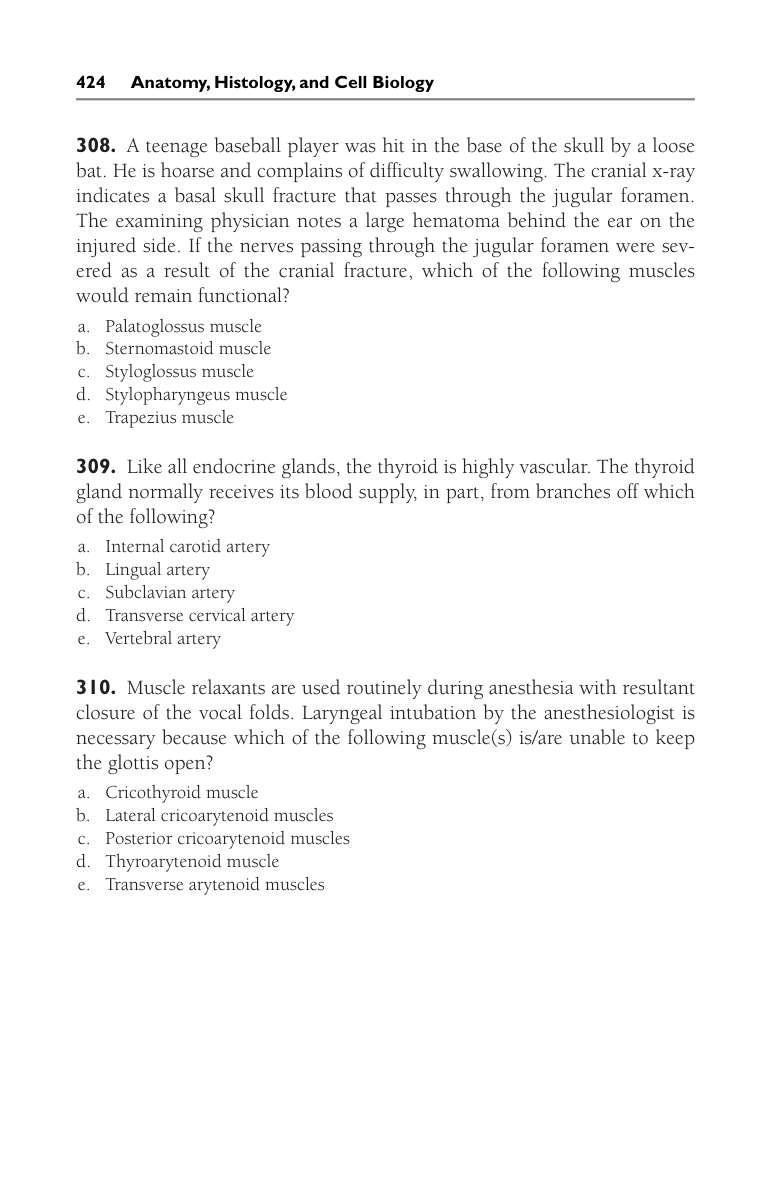 424 Anatomy, Histology, and Cell Biology
308. A teenage baseball player was hit in the base of the skull by a loose
bat. He is hoarse and complains of difficulty swallowing. The cranial x-ray
indicates a basal skull fracture that passes through the jugular foramen.
The examining physician notes a large hematoma behind the ear on the
injured side. If the nerves passing through the jugular foramen were sev-
ered as a result of the cranial fracture, which of the following muscles
would remain functional?
a. Palatoglossus muscle
b. Sternomastoid muscle
c. Styloglossus muscle
d. Stylopharyngeus muscle
e. Trapezius muscle
309. Like all endocrine glands, the thyroid is highly vascular. The thyroid
gland normally receives its blood supply, in part, from branches off which
of the following?
a. Internal carotid artery
b. Lingual artery
c. Subclavian artery
d. Transverse cervical artery
e. Vertebral artery
310. Muscle relaxants are used routinely during anesthesia with resultant
closure of the vocal folds. Laryngeal intubation by the anesthesiologist is
necessary because which of the following muscle(s) is/are unable to keep
the glottis open?
a. Cricothyroid muscle
b. Lateral cricoarytenoid muscles
c. Posterior cricoarytenoid muscles
d. Thyroarytenoid muscle
e. Transverse arytenoid muscles